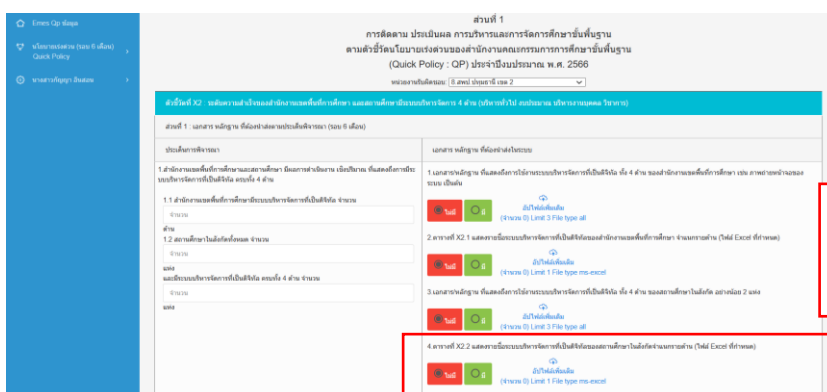 Emes Qp ข้อมูล
นโยบายเร่งด่วน (รอบ 6 เดือน)
Quick Policy
นางสาวกัญญา อินสอน
ส่วนที่ 1
การติดตาม ประเมินผล การบริหารและการจัดการศึกษาขั้นพื้นฐาน
ตามตัวชี้วัดนโยบายเร่งด่วนของสำนักงานคณะกรรมการการศึกษาขั้นพื้นฐาน
(Quick Policy : QP) ประจำปีงบประมาณ พ.ศ. 2566
หน่วยงานรับผิดชอบ: 8.สพป.ปทุมธานี เขต 2
ตัวชี้วัดที่ X2 : ระดับความสำเร็จของสำนักงานเขตพื้นที่การศึกษา และสถานศึกษามีระบบบริหารจัดการ 4 ด้าน (บริหารทั่วไป งบประมาณ บริหารงานบุคคล วิชาการ)
ส่วนที่ 1 : เอกสาร หลักฐาน ที่ต้องนำส่งตามประเด็นพิจารณา (รอบ 6 เดือน)
ประเด็นการพิจารณา
1.สำนักงานเขตพื้นที่การศึกษาและสถานศึกษา มีผลการดำเนินงาน เชิงปริมาณ ที่แสดงถึงการมีระ
บบบริหารจัดการที่เป็นดิจิทัล ครบทั้ง 4 ด้าน
1.1 สำนักงานเขตพื้นที่การศึกษามีระบบบริหารจัดการที่เป็นดิจิทัล จำนวน
จำนวน
ด้าน
1.2 สถานศึกษาในสังกัดทั้งหมด จำนวน
จำนวน
แห่ง
และมีระบบบริหารจัดการที่เป็นดิจิทัล ครบทั้ง 4 ด้าน จำนวน
จำนวน
แห่ง
เอกสาร หลักฐาน ที่ต้องนำส่งในระบบ
1.เอกสาร/หลักฐาน ที่แสดงถึงการใช้งานระบบบริหารจัดการที่เป็นดิจิทัล ทั้ง 4 ด้าน ของสำนักงานเขตพื้นที่การศึกษา เช่น ภาพถ่ายหน้าจอของ
ระบบ เป็นต้น
ไม่มี มี อัปไฟล์เพิ่มเติม
(จำนวน 0) Limit 3 File type all
2.ตารางที่ X2.1 แสดงรายชื่อระบบบริหารจัดการที่เป็นดิจิทัลของสำนักงานเขตพื้นที่การศึกษา จำแนกรายด้าน (ไฟล์ Excel ที่กำหนด)
ไม่มี มี อัปไฟล์เพิ่มเติม
(จำนวน 0) Limit 1 File type ms-excel
3.เอกสาร/หลักฐาน ที่แสดงถึงการใช้งานระบบบริหารจัดการที่เป็นดิจิทัล ทั้ง 4 ด้าน ของสถานศึกษาในสังกัด อย่างน้อย 2 แห่ง
ไม่มี มี อัปไฟล์เพิ่มเติม
(จำนวน 0) Limit 3 File type all
4.ตารางที่ X2.2 แสดงรายชื่อระบบบริหารจัดการที่เป็นดิจิทัลของสถานศึกษาในสังกัดจำแนกรายด้าน (ไฟล์ Excel ที่กำหนด)
ไม่มี มี อัปไฟล์เพิ่มเติม
(จำนวน 0) Limit 1 File type ms-excel